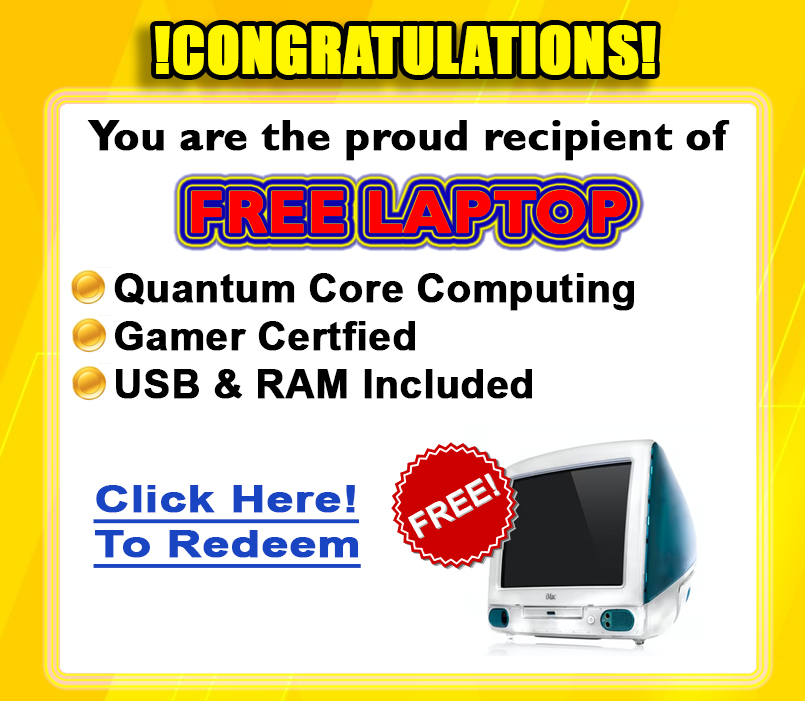 !CONGRATULATIONS!
You are the proud recipient of
FREE LAPTOP
Quantum Core Computing
Gamer Certfied
USB & RAM Included
Click Here!
To Redeem
FREE!
iMac